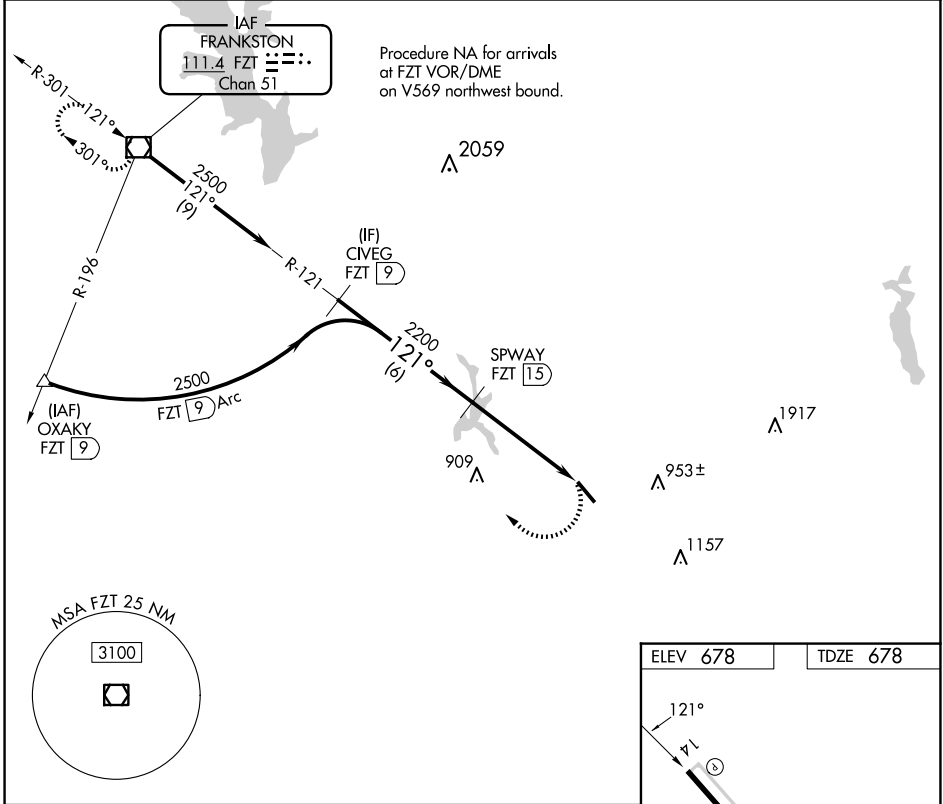 IAF
FRANKSTON
111.4 FZT
Chan 51
Procedure NA for arrivals
at FZT VOR/DME
on V569 northwest bound.
R-301
121°
301°
2059
2500
121°
(9)
R-196
(IF)
CIVEG
FZT 9
R-121
2200
121°
(6)
SPWAY
FZT 15
2500
FZT 9 Arc
(IAF)
OXAKY
FZT 9
1917
909
953±
1157
MSA FZT 25 NM
3100
ELEV 678
TDZE 678
121°
14
P